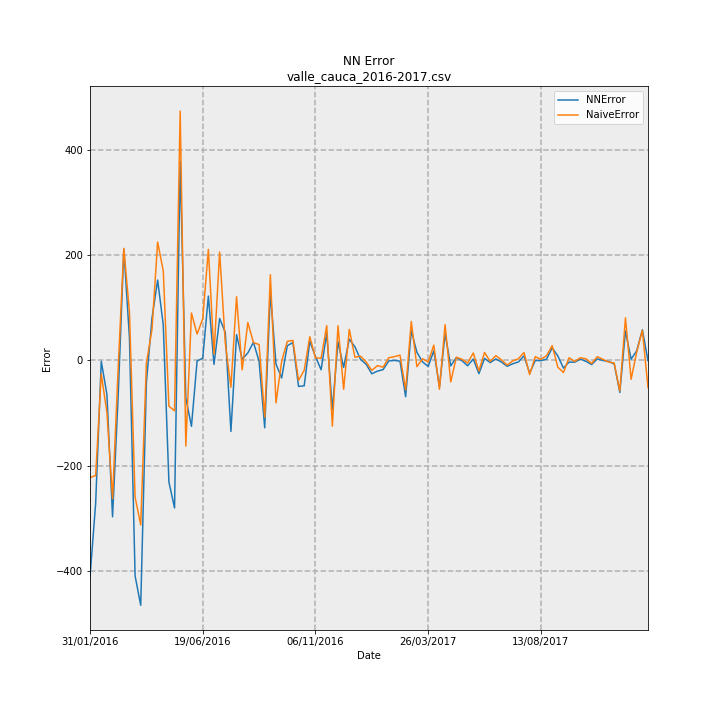 NN Error
valle_cauca_2016-2017.csv
NNError
NaiveError
Error
400
200
0
−200
−400
31/01/2016 19/06/2016 06/11/2016 26/03/2017 13/08/2017
Date